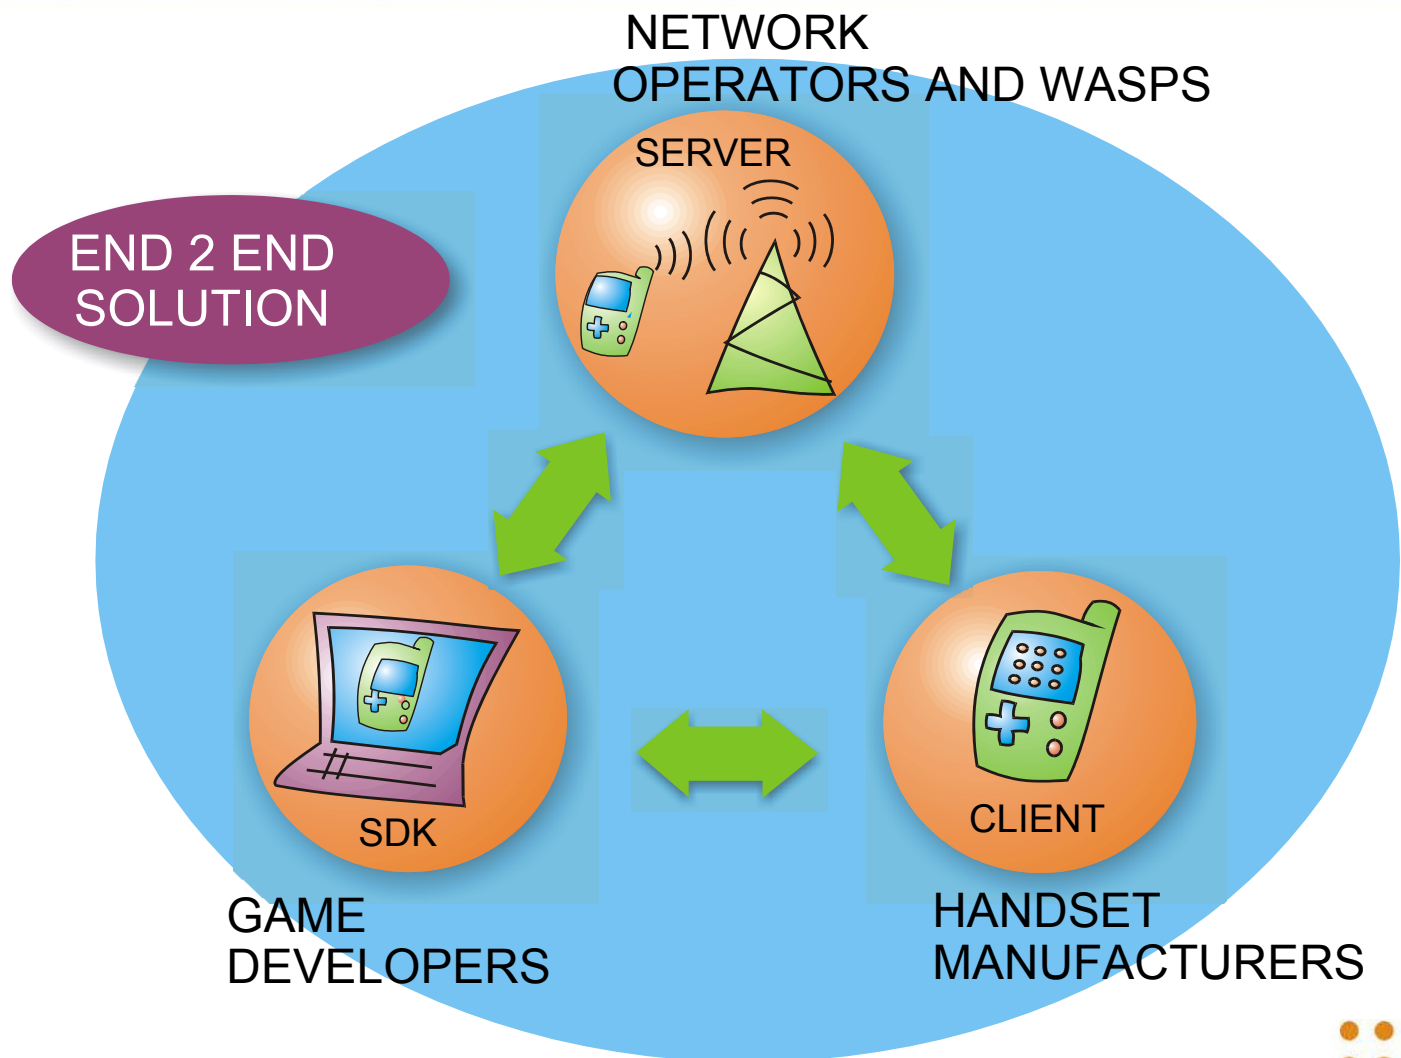 NETWORK
OPERATORS AND WASPS
SERVER
END 2 END
SOLUTION
SDK
CLIENT
GAME
DEVELOPERS
HANDSET
MANUFACTURERS